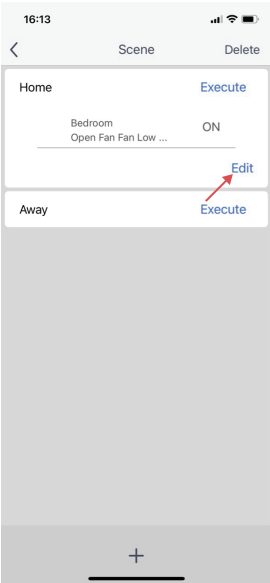 16:13
Scene Delete
Home Execute
Bedroom
Open Fan Fan Low ... ON
Edit
Away Execute
+